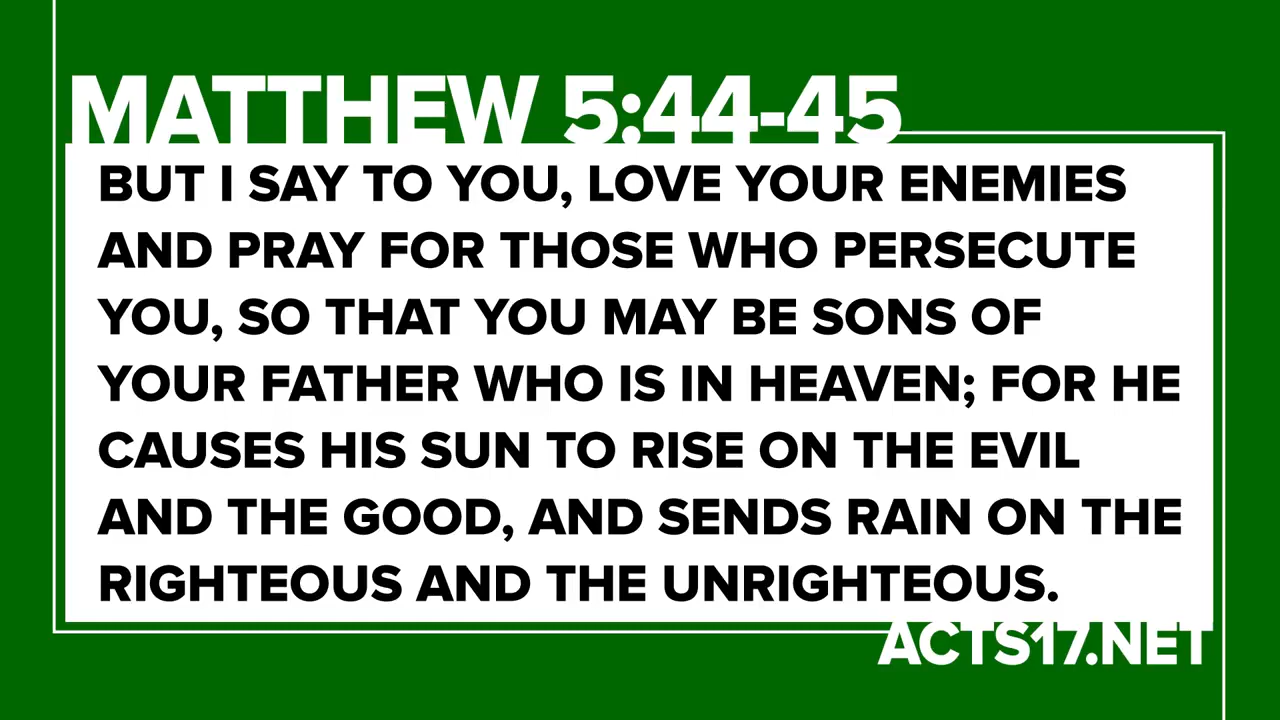 MATTHEW 5:44-45
BUT I SAY TO YOU, LOVE YOUR ENEMIES
AND PRAY FOR THOSE WHO PERSECUTE
YOU, SO THAT YOU MAY BE SONS OF
YOUR FATHER WHO IS IN HEAVEN; FOR HE
CAUSES HIS SUN TO RISE ON THE EVIL
AND THE GOOD, AND SENDS RAIN ON THE
RIGHTEOUS AND THE UNRIGHTEOUS.
ACTS17.NET